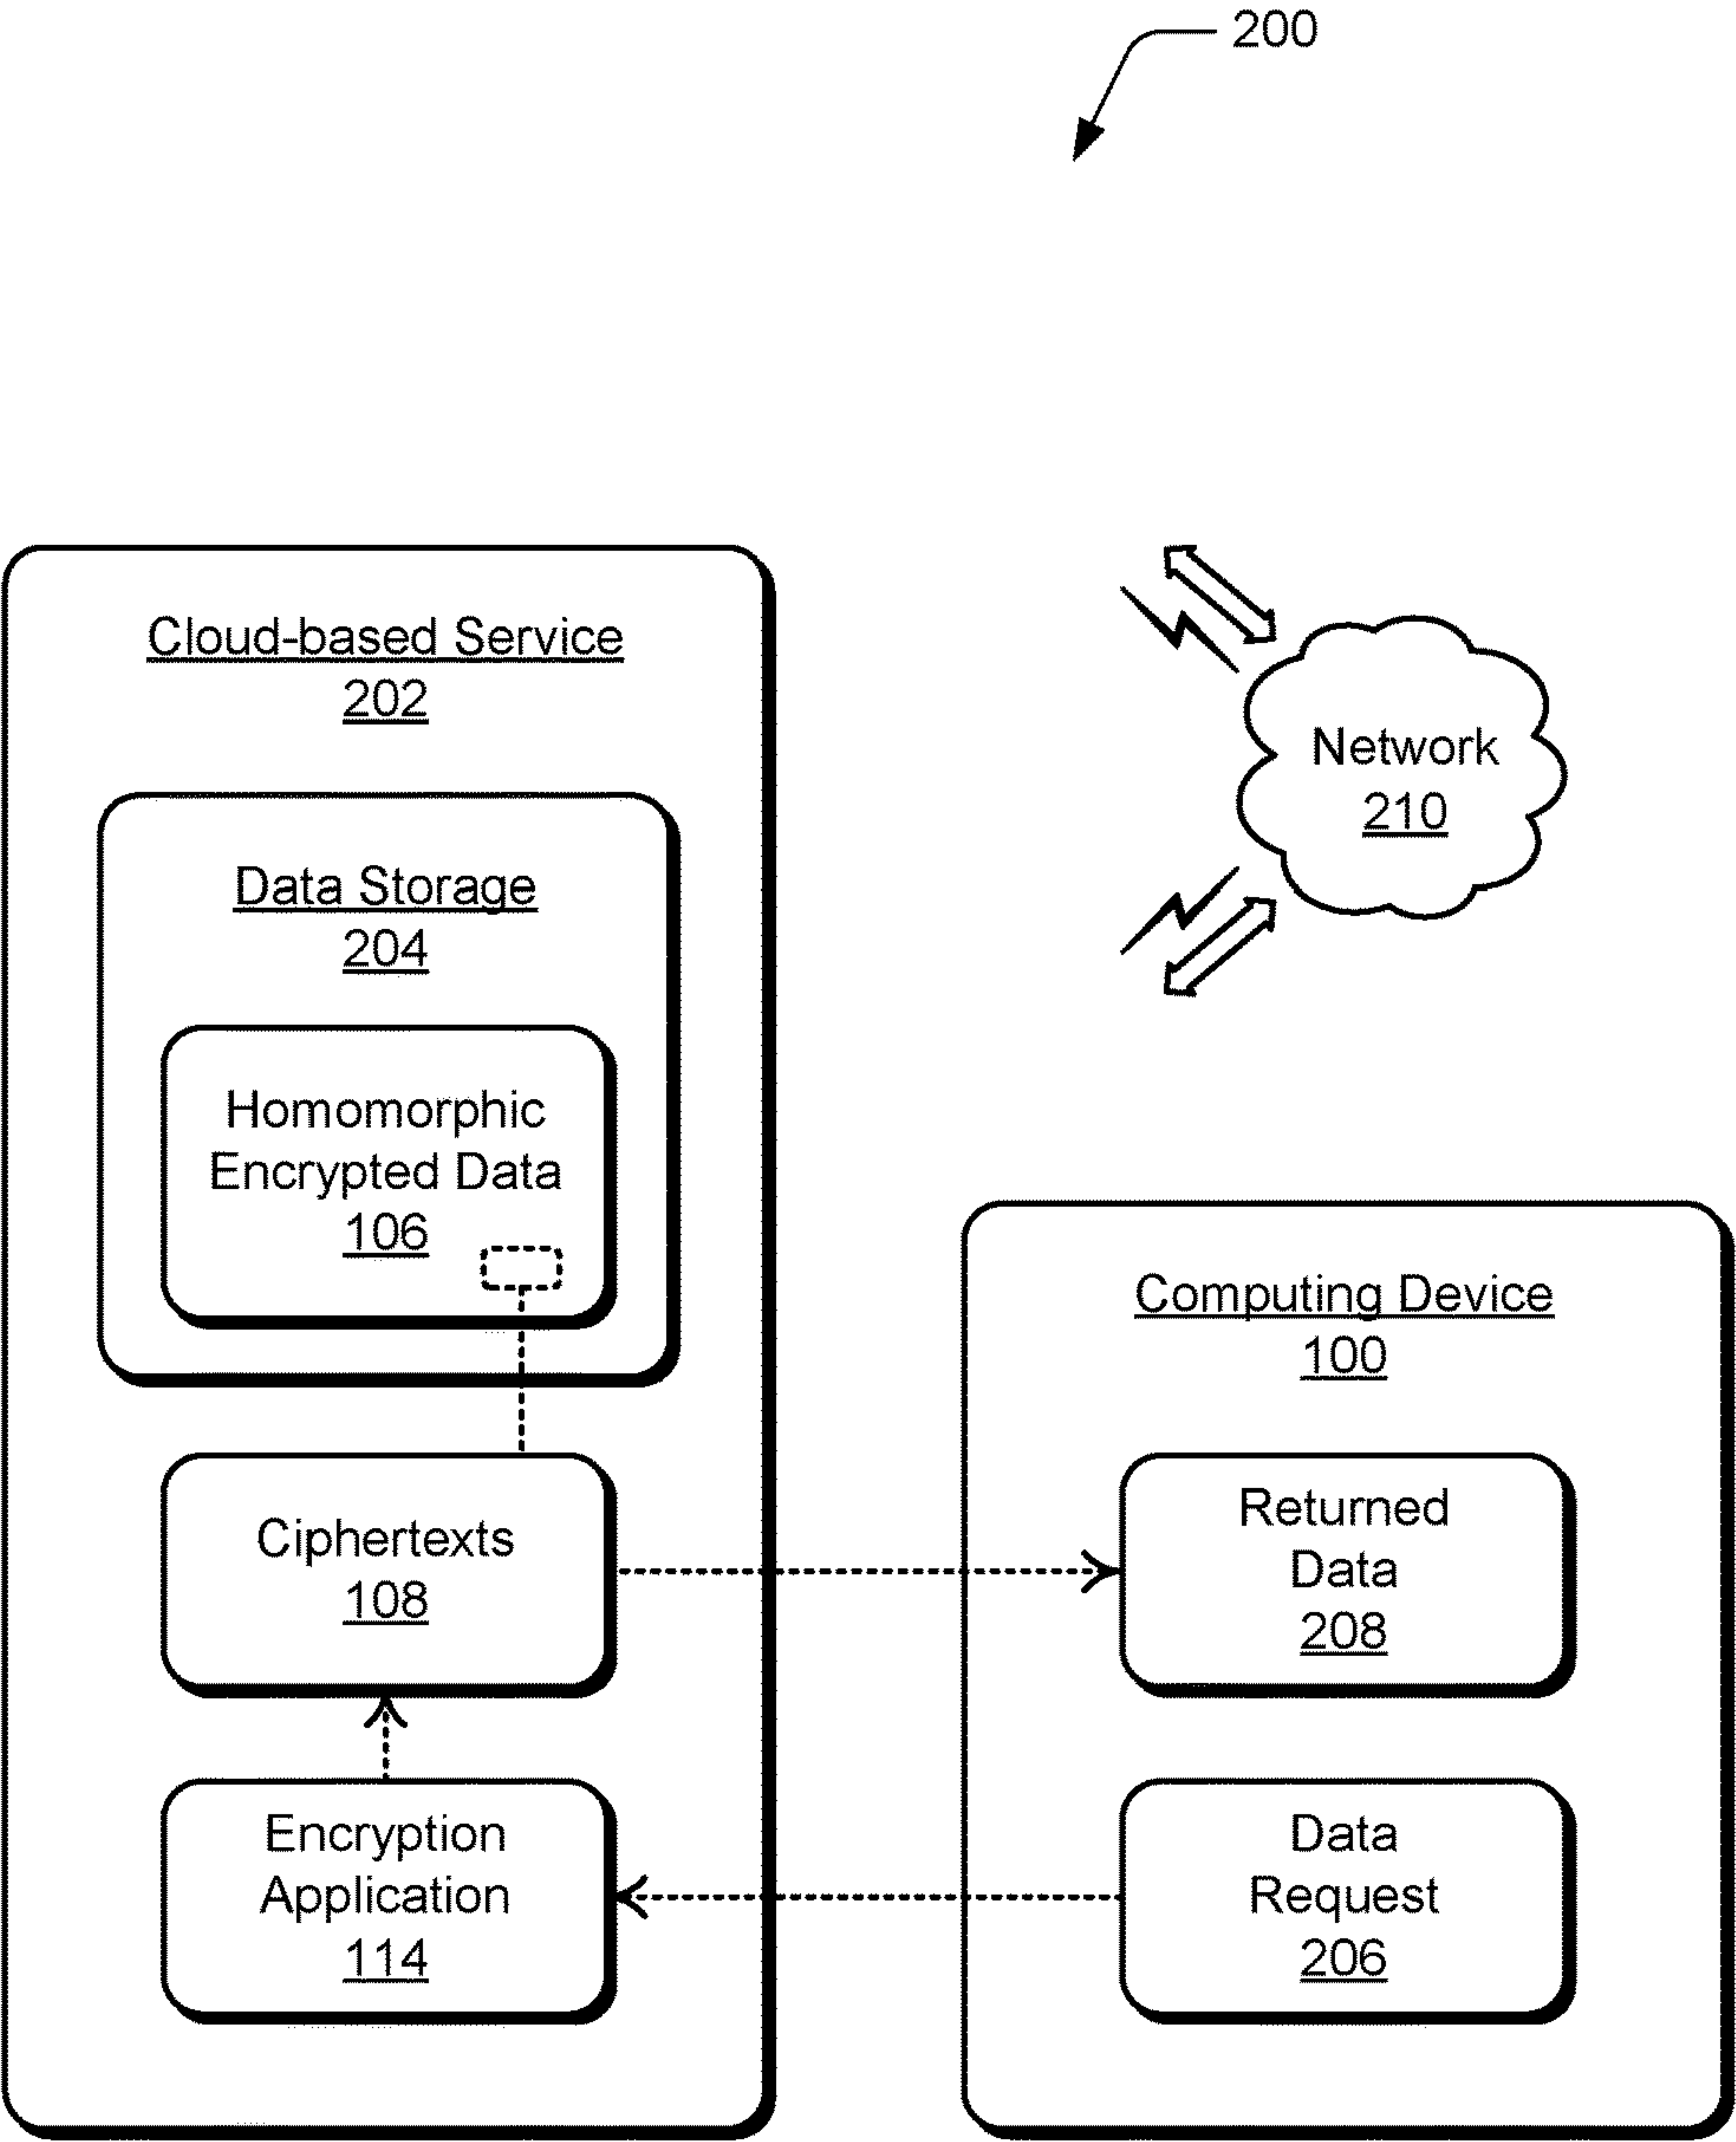 200
Cloud-based Service
202
Data Storage
204
Homomorphic
Encrypted Data
106
Ciphertexts
108
Encryption
Application
114
Network
210
Computing Device
100
Returned
Data
208
Data
Request
206